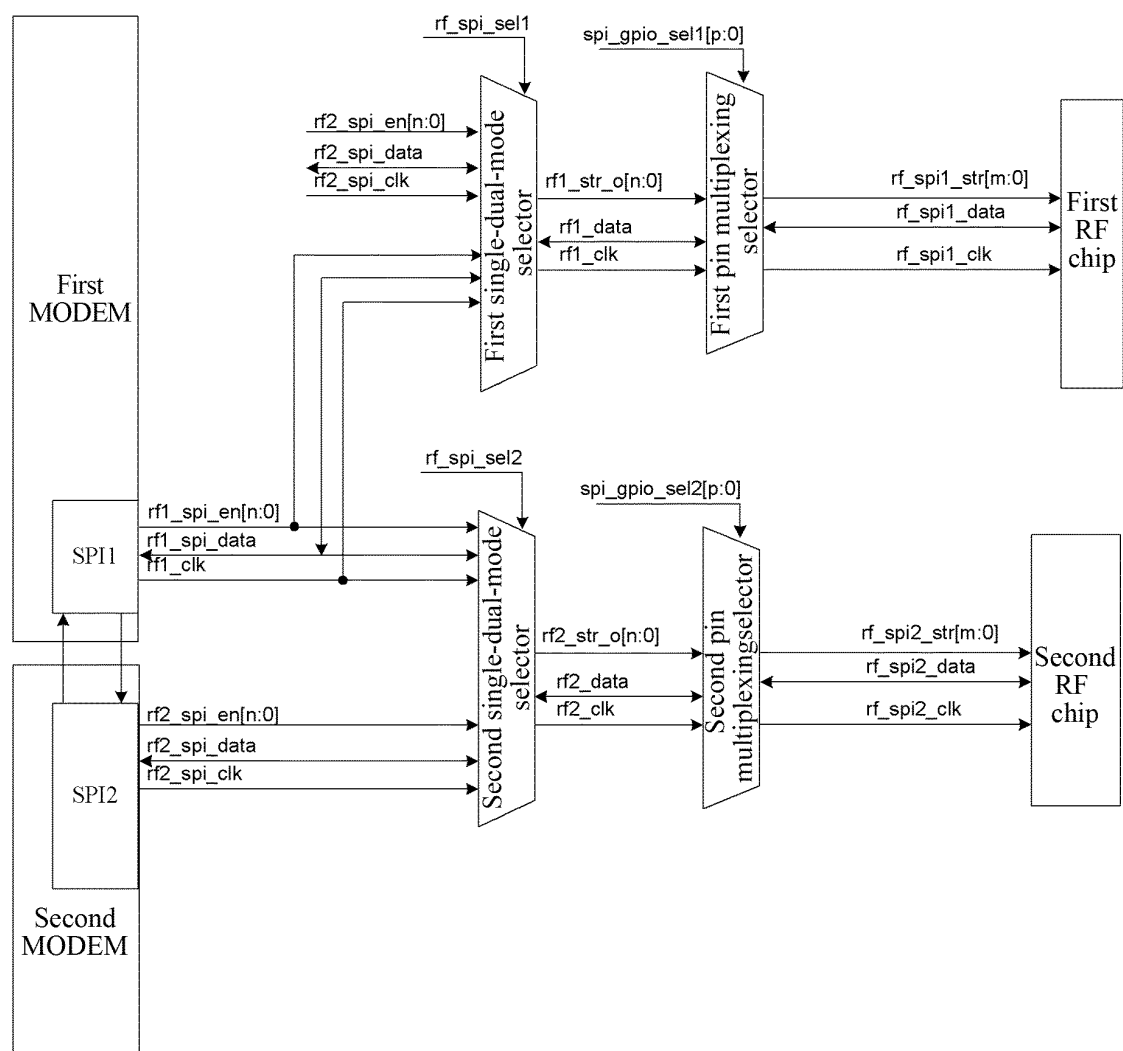 rf_spi_sel1
spi_gpio_sel1[p:0]
rf2_spi_en[n:0]
rf2_spi_data
rf2_spi_clk
First single-dual-mode
selector
rf1_str_o[n:0]
rf1_data
rf1_clk
First pin multiplexing
selector
rf_spi1_str[m:0]
rf_spi1_data
rf_spi1_clk
First
RF
chip
First
MODEM
SPI1
rf1_spi_en[n:0]
rf1_spi_data
rf1_clk
rf_spi_sel2
spi_gpio_sel2[p:0]
Second single-dual-mode
selector
rf2_str_o[n:0]
rf2_data
rf2_clk
Second pin
multiplexingselector
rf_spi2_str[m:0]
rf_spi2_data
rf_spi2_clk
Second
RF
chip
SPI2
rf2_spi_en[n:0]
rf2_spi_data
rf2_spi_clk
Second
MODEM